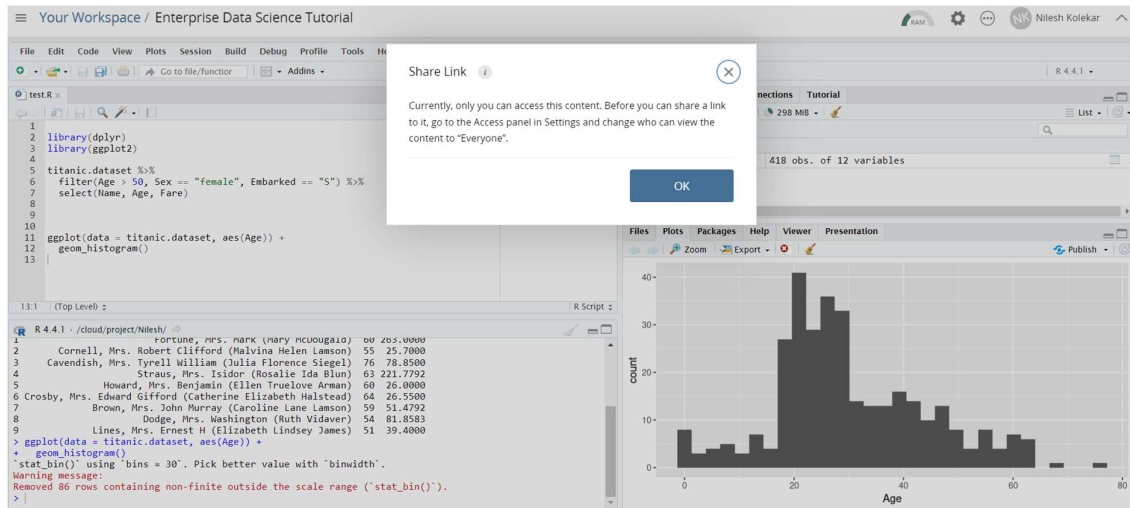 Your Workspace / Enterprise Data Science Tutorial
RAM
NK Nilesh Kolekar
File Edit Code View Plots Session Build Debug Profile Tools
Go to file/function Addins
R 4.4.1
Share Link i
Currently, only you can access this content. Before you can share a link
to it, go to the Access panel in Settings and change who can view the
content to "Everyone".
OK
test.R
1
2 library(dplyr)
3 library(ggplot2)
4
5 titanic.dataset %>%
6 filter(Age > 50, Sex == "female", Embarked == "S") %>%
7 select(Name, Age, Fare)
8
9
10
11 ggplot(data = titanic.dataset, aes(Age)) +
12 geom_histogram()
13
13:1 (Top Level) R Script
Tutorial
298 MiB List
418 obs. of 12 variables
R 4.4.1 · /cloud/project/Nilesh/
1 Fortune, Mrs. Mark (Mary McDougald) 60 263.0000
2 Cornell, Mrs. Robert Clifford (Malvina Helen Lamson) 55 25.7000
3 Cavendish, Mrs. Tyrell William (Julia Florence Siegel) 76 78.8500
4 Straus, Mrs. Isidor (Rosalie Ida Blun) 63 221.7792
5 Howard, Mrs. Benjamin (Ellen Truelove Arman) 60 26.0000
6 Crosby, Mrs. Edward Gifford (Catherine Elizabeth Halstead) 64 26.5500
7 Brown, Mrs. John Murray (Caroline Lane Lamson) 59 51.4792
8 Dodge, Mrs. Washington (Ruth Vidaver) 54 81.8583
9 Lines, Mrs. Ernest H (Elizabeth Lindsey James) 51 39.4000
> ggplot(data = titanic.dataset, aes(Age)) +
+ geom_histogram()
`stat_bin()` using `bins = 30`. Pick better value with `binwidth`.
Warning message:
Removed 86 rows containing non-finite outside the scale range (`stat_bin()`).
>
Files Plots Packages Help Viewer Presentation
Zoom Export Publish
40
30
20
10
0
count
0 20 40 60 80
Age